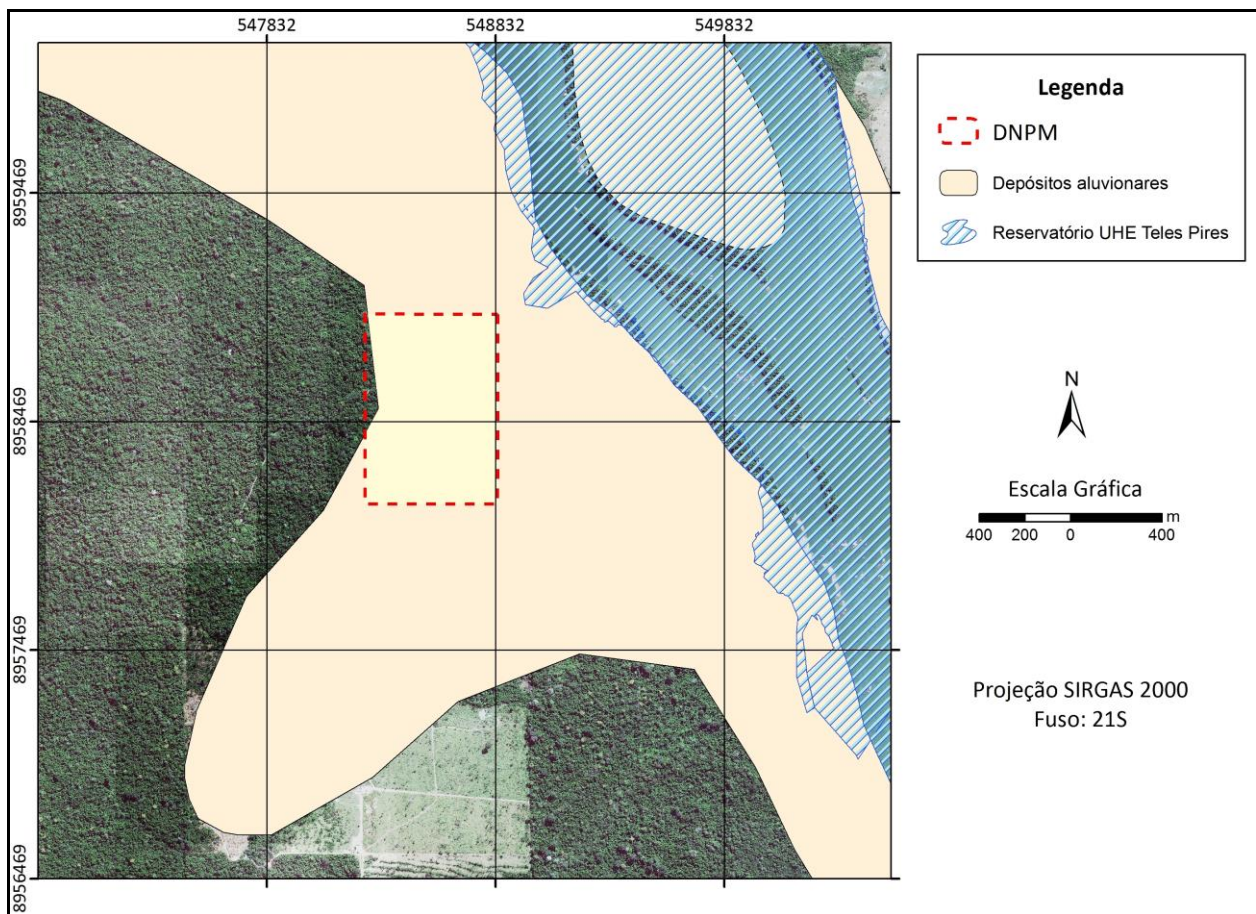 547832
548832
549832
8959469
8958469
8957469
8956469
Legenda
DNPM
Depósitos aluvionares
Reservatório UHE Teles Pires
N
Escala Gráfica
400 200 0 400 m
Projeção SIRGAS 2000
Fuso: 21S